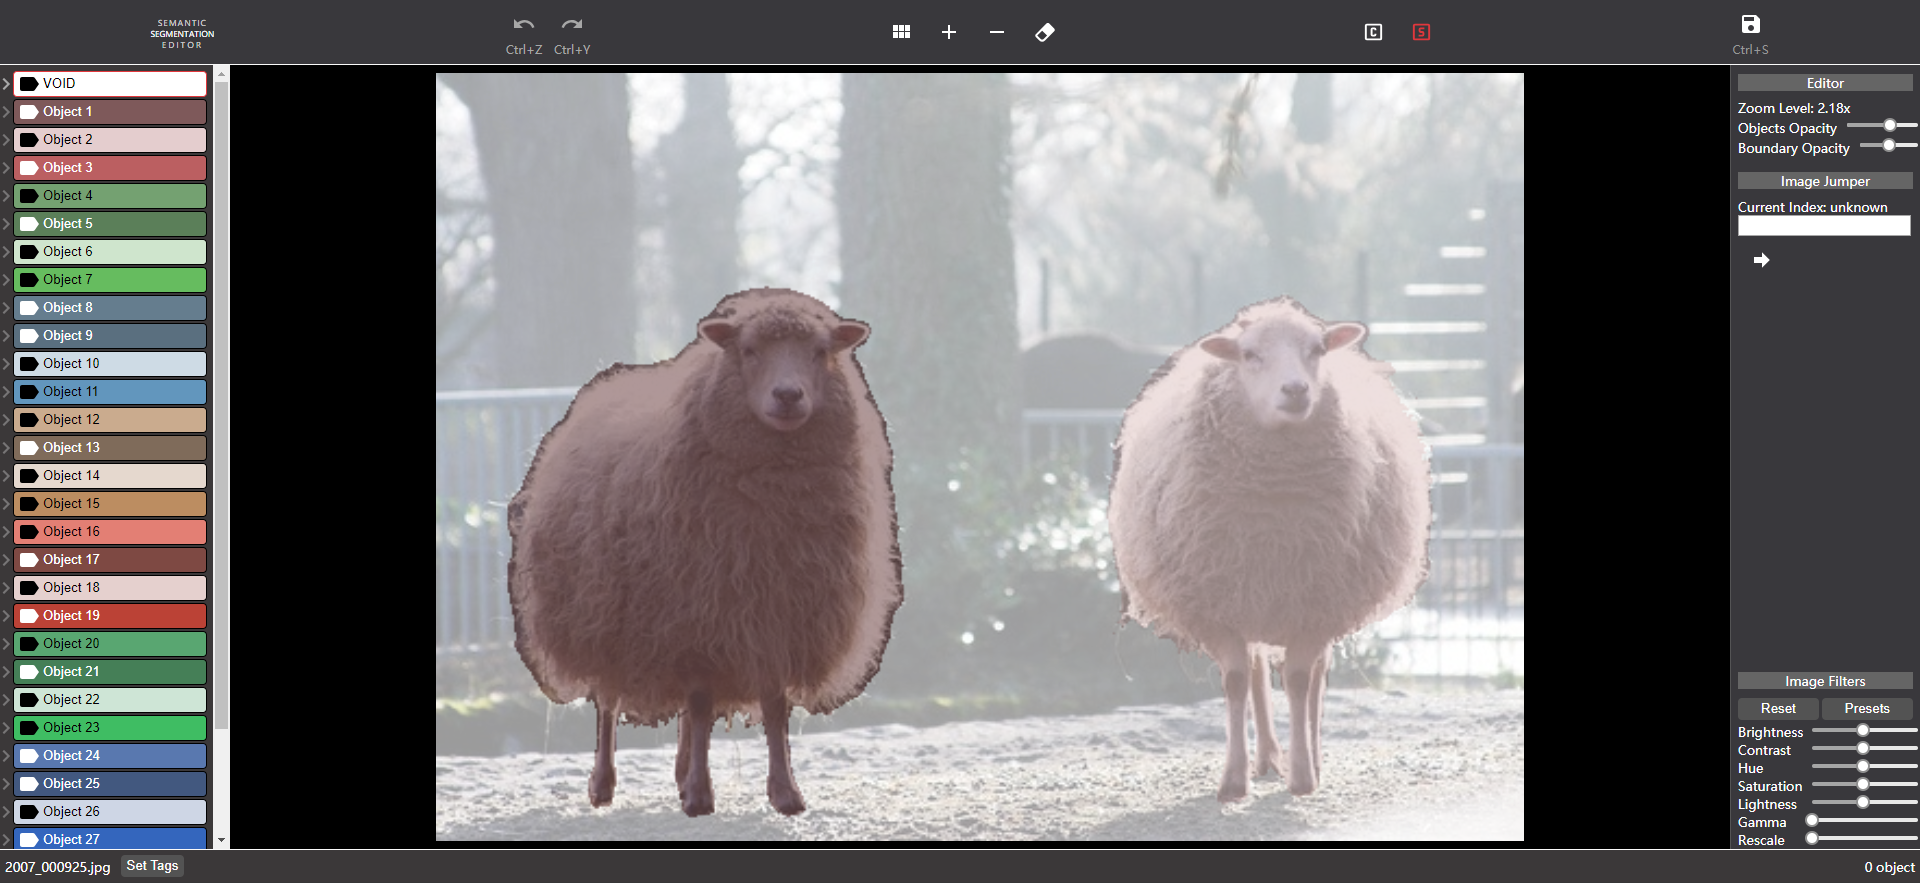 SEMANTIC
SEGMENTATION
EDITOR
Ctrl+Z Ctrl+Y
C
S
Ctrl+S
VOID
Object 1
Object 2
Object 3
Object 4
Object 5
Object 6
Object 7
Object 8
Object 9
Object 10
Object 11
Object 12
Object 13
Object 14
Object 15
Object 16
Object 17
Object 18
Object 19
Object 20
Object 21
Object 22
Object 23
Object 24
Object 25
Object 26
Object 27
Editor
Zoom Level: 2.18x
Objects Opacity
Boundary Opacity
Image Jumper
Current Index: unknown
Image Filters
Reset Presets
Brightness
Contrast
Hue
Saturation
Lightness
Gamma
Rescale
2007_000925.jpg Set Tags
0 object